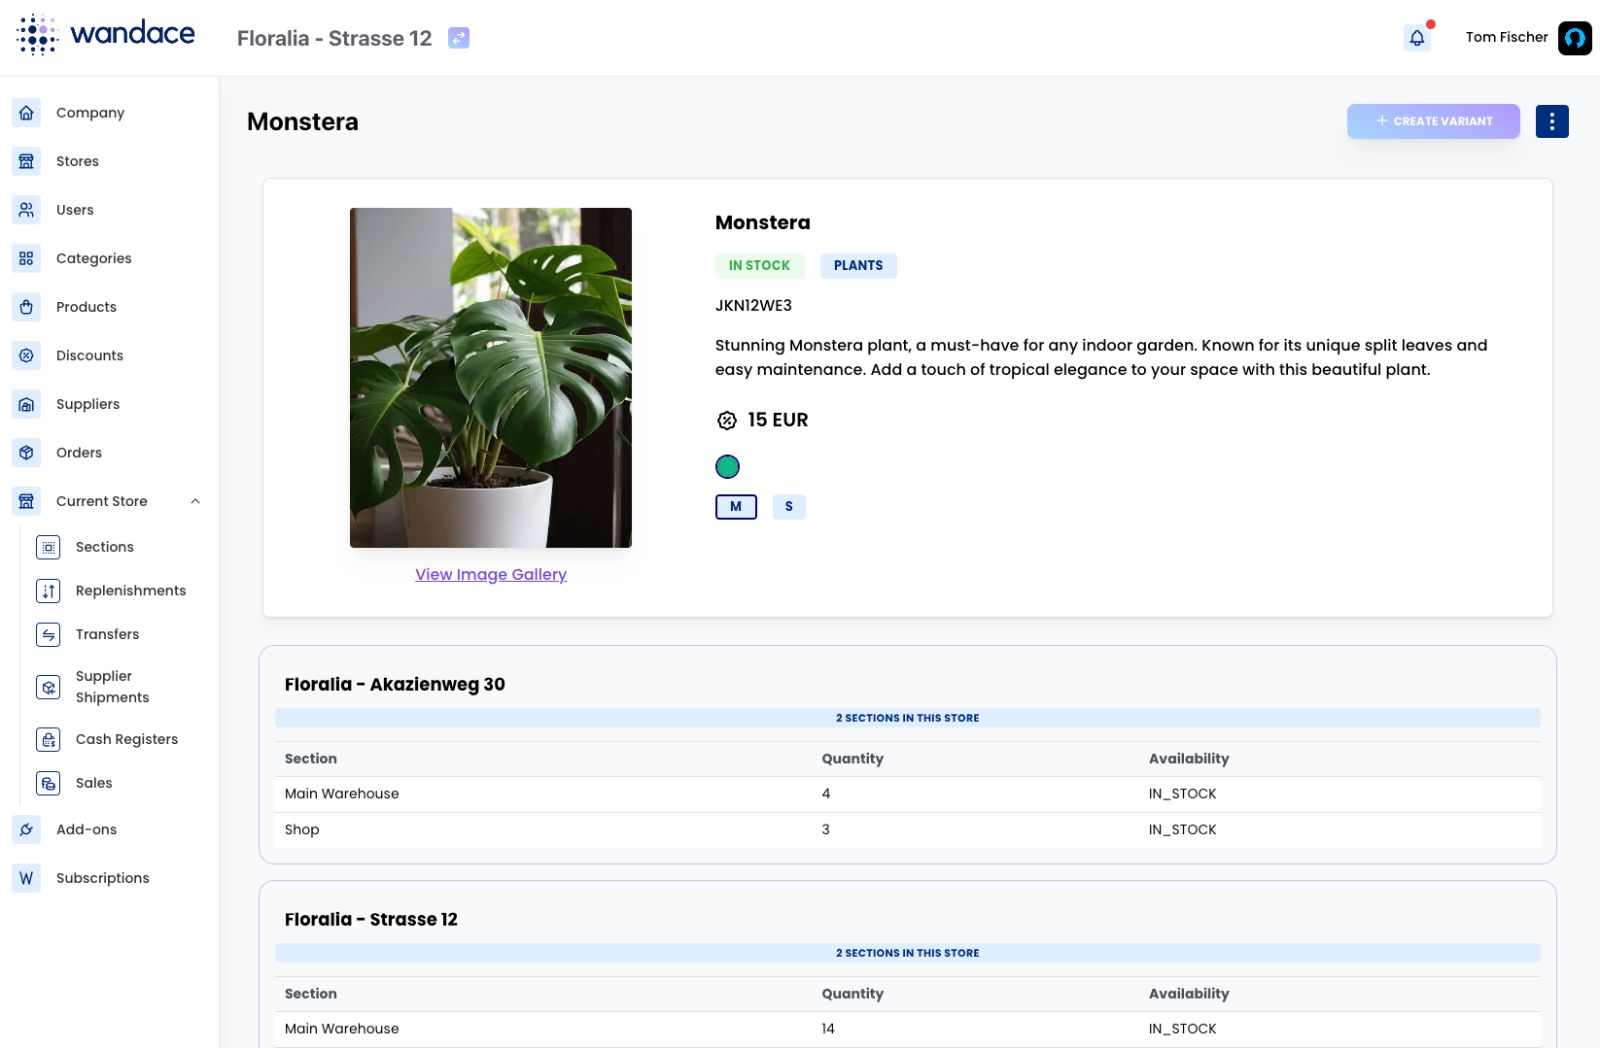 wandace
Floralia - Strasse 12
Tom Fischer
Company
Stores
Users
Categories
Products
Discounts
Suppliers
Orders
Current Store
Sections
Replenishments
Transfers
Supplier
Shipments
Cash Registers
Sales
Add-ons
W
Subscriptions
Monstera
+ CREATE VARIANT
Monstera
IN STOCK PLANTS
JKN12WE3
Stunning Monstera plant, a must-have for any indoor garden. Known for its unique split leaves and
easy maintenance. Add a touch of tropical elegance to your space with this beautiful plant.
15 EUR
M S
View Image Gallery
Floralia - Akazienweg 30
2 SECTIONS IN THIS STORE
Section Quantity Availability
Main Warehouse 4 IN_STOCK
Shop 3 IN_STOCK
Floralia - Strasse 12
2 SECTIONS IN THIS STORE
Section Quantity Availability
Main Warehouse 14 IN_STOCK